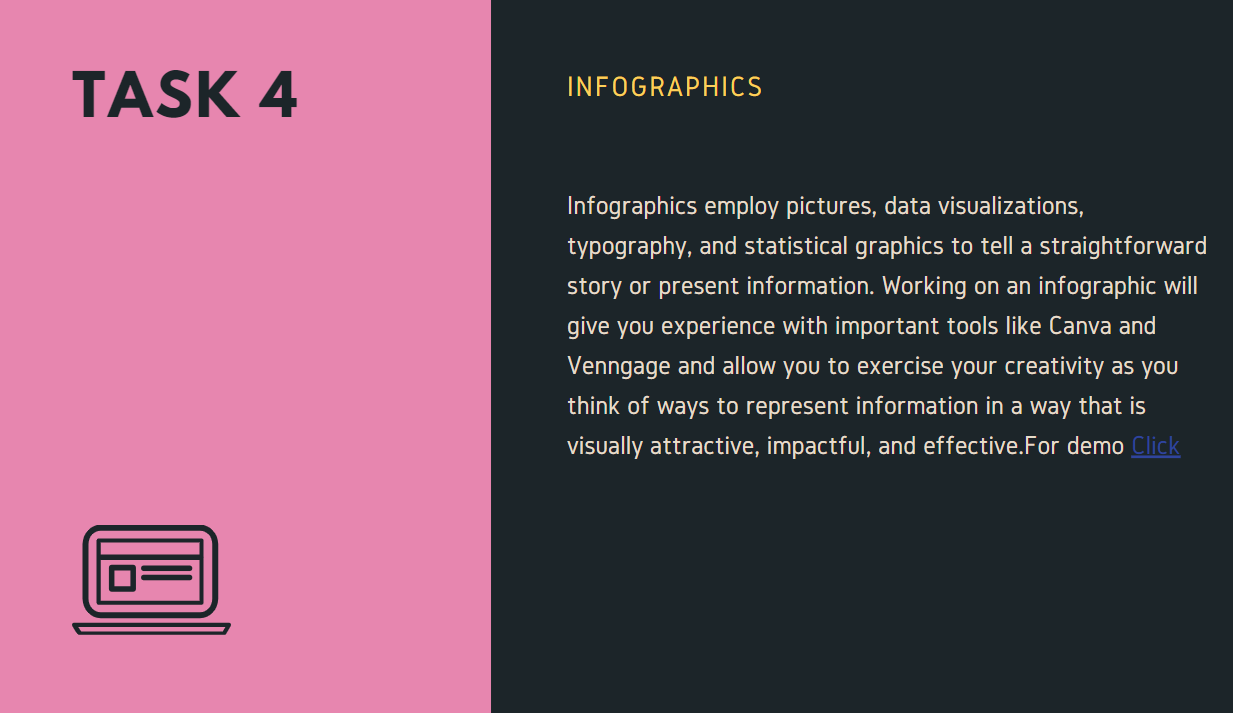 TASK 4
INFOGRAPHICS
Infographics employ pictures, data visualizations,
typography, and statistical graphics to tell a straightforward
story or present information. Working on an infographic will
give you experience with important tools like Canva and
Venngage and allow you to exercise your creativity as you
think of ways to represent information in a way that is
visually attractive, impactful, and effective.For demo Click